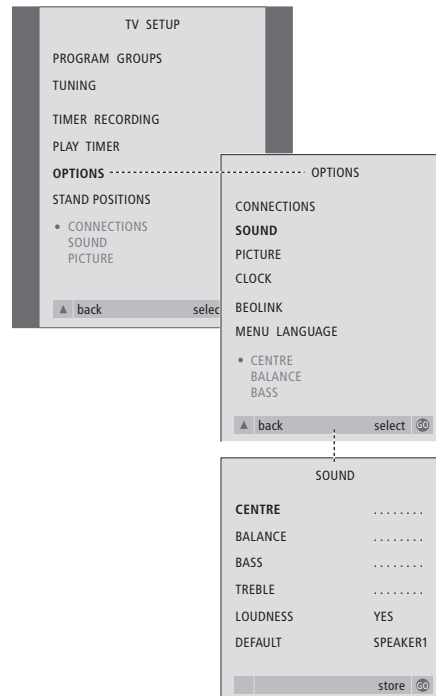 TV SETUP
PROGRAM GROUPS
TUNING
TIMER RECORDING
PLAY TIMER
OPTIONS
STAND POSITIONS
• CONNECTIONS
SOUND
PICTURE
▲ back selec
OPTIONS
CONNECTIONS
SOUND
PICTURE
CLOCK
BEOLINK
MENU LANGUAGE
• CENTRE
BALANCE
BASS
▲ back select GO
SOUND
CENTRE ........
BALANCE ........
BASS ........
TREBLE ........
LOUDNESS YES
DEFAULT SPEAKER1
store GO